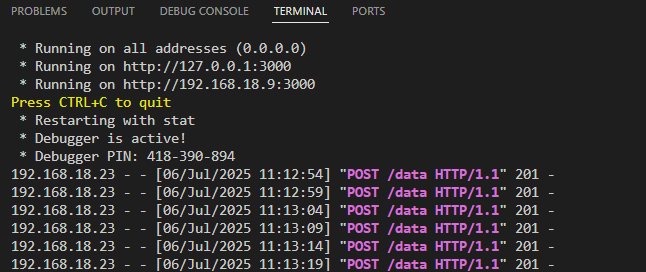 PROBLEMS OUTPUT DEBUG CONSOLE TERMINAL PORTS
* Running on all addresses (0.0.0.0)
* Running on http://127.0.0.1:3000
* Running on http://192.168.18.9:3000
Press CTRL+C to quit
* Restarting with stat
* Debugger is active!
* Debugger PIN: 418-390-894
192.168.18.23 - - [06/Jul/2025 11:12:54] "POST /data HTTP/1.1" 201 -
192.168.18.23 - - [06/Jul/2025 11:12:59] "POST /data HTTP/1.1" 201 -
192.168.18.23 - - [06/Jul/2025 11:13:04] "POST /data HTTP/1.1" 201 -
192.168.18.23 - - [06/Jul/2025 11:13:09] "POST /data HTTP/1.1" 201 -
192.168.18.23 - - [06/Jul/2025 11:13:14] "POST /data HTTP/1.1" 201 -
192.168.18.23 - - [06/Jul/2025 11:13:19] "POST /data HTTP/1.1" 201 -